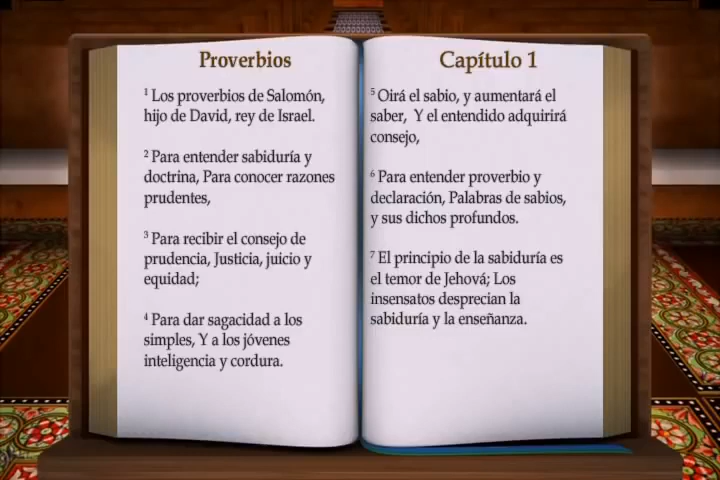 Proverbios
¹ Los proverbios de Salomón,
hijo de David, rey de Israel.
² Para entender sabiduría y
doctrina, Para conocer razones
prudentes,
³ Para recibir el consejo de
prudencia, Justicia, juicio y
equidad;
⁴ Para dar sagacidad a los
simples, Y a los jóvenes
inteligencia y cordura.
Capítulo 1
⁵ Oirá el sabio, y aumentará el
saber, Y el entendido adquirirá
consejo,
⁶ Para entender proverbio y
declaración, Palabras de sabios,
y sus dichos profundos.
⁷ El principio de la sabiduría es
el temor de Jehová; Los
insensatos desprecian la
sabiduría y la enseñanza.